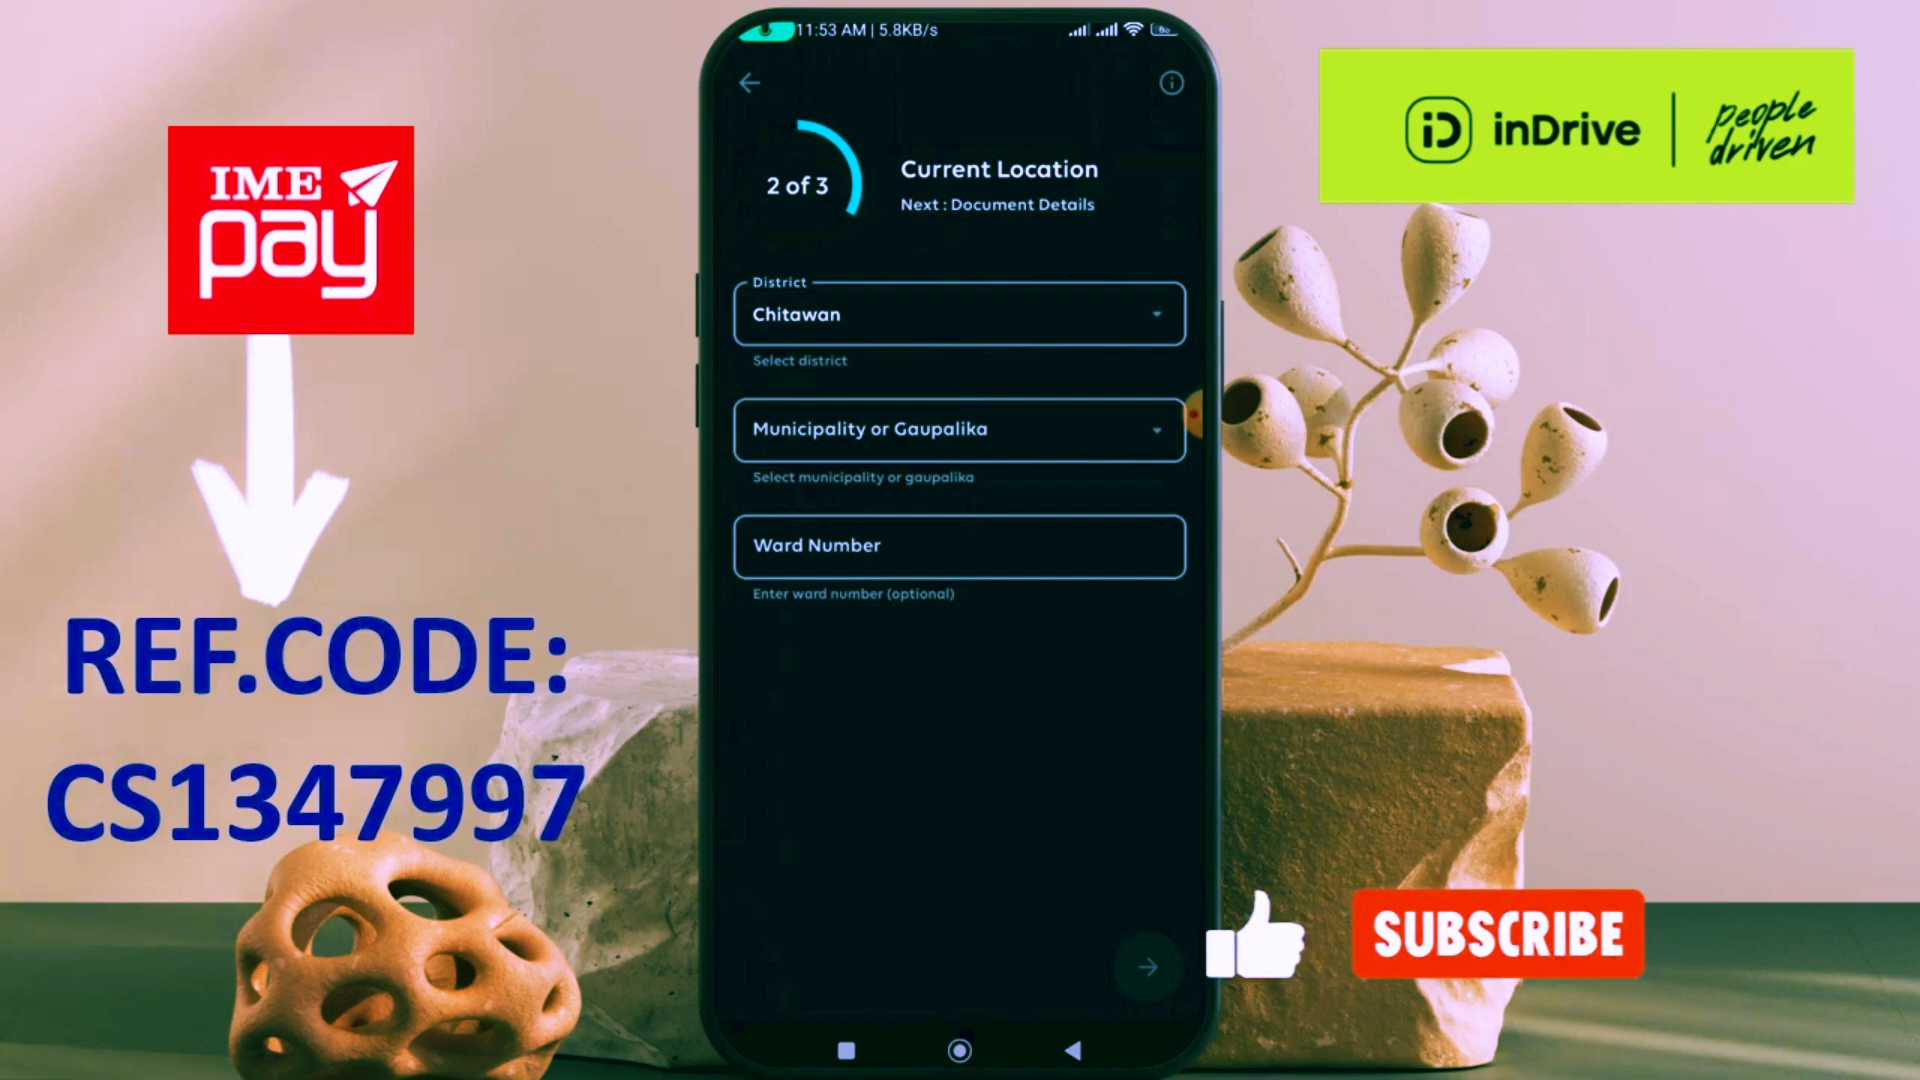 11:53 AM | 5.8KB/s
IME
pay
REF.CODE:
CS1347997
2 of 3
Current Location
Next : Document Details
District
Chitawan
Select district
Municipality or Gaupalika
Select municipality or gaupalika
Ward Number
Enter ward number (optional)
iD inDrive
people
driven
SUBSCRIBE